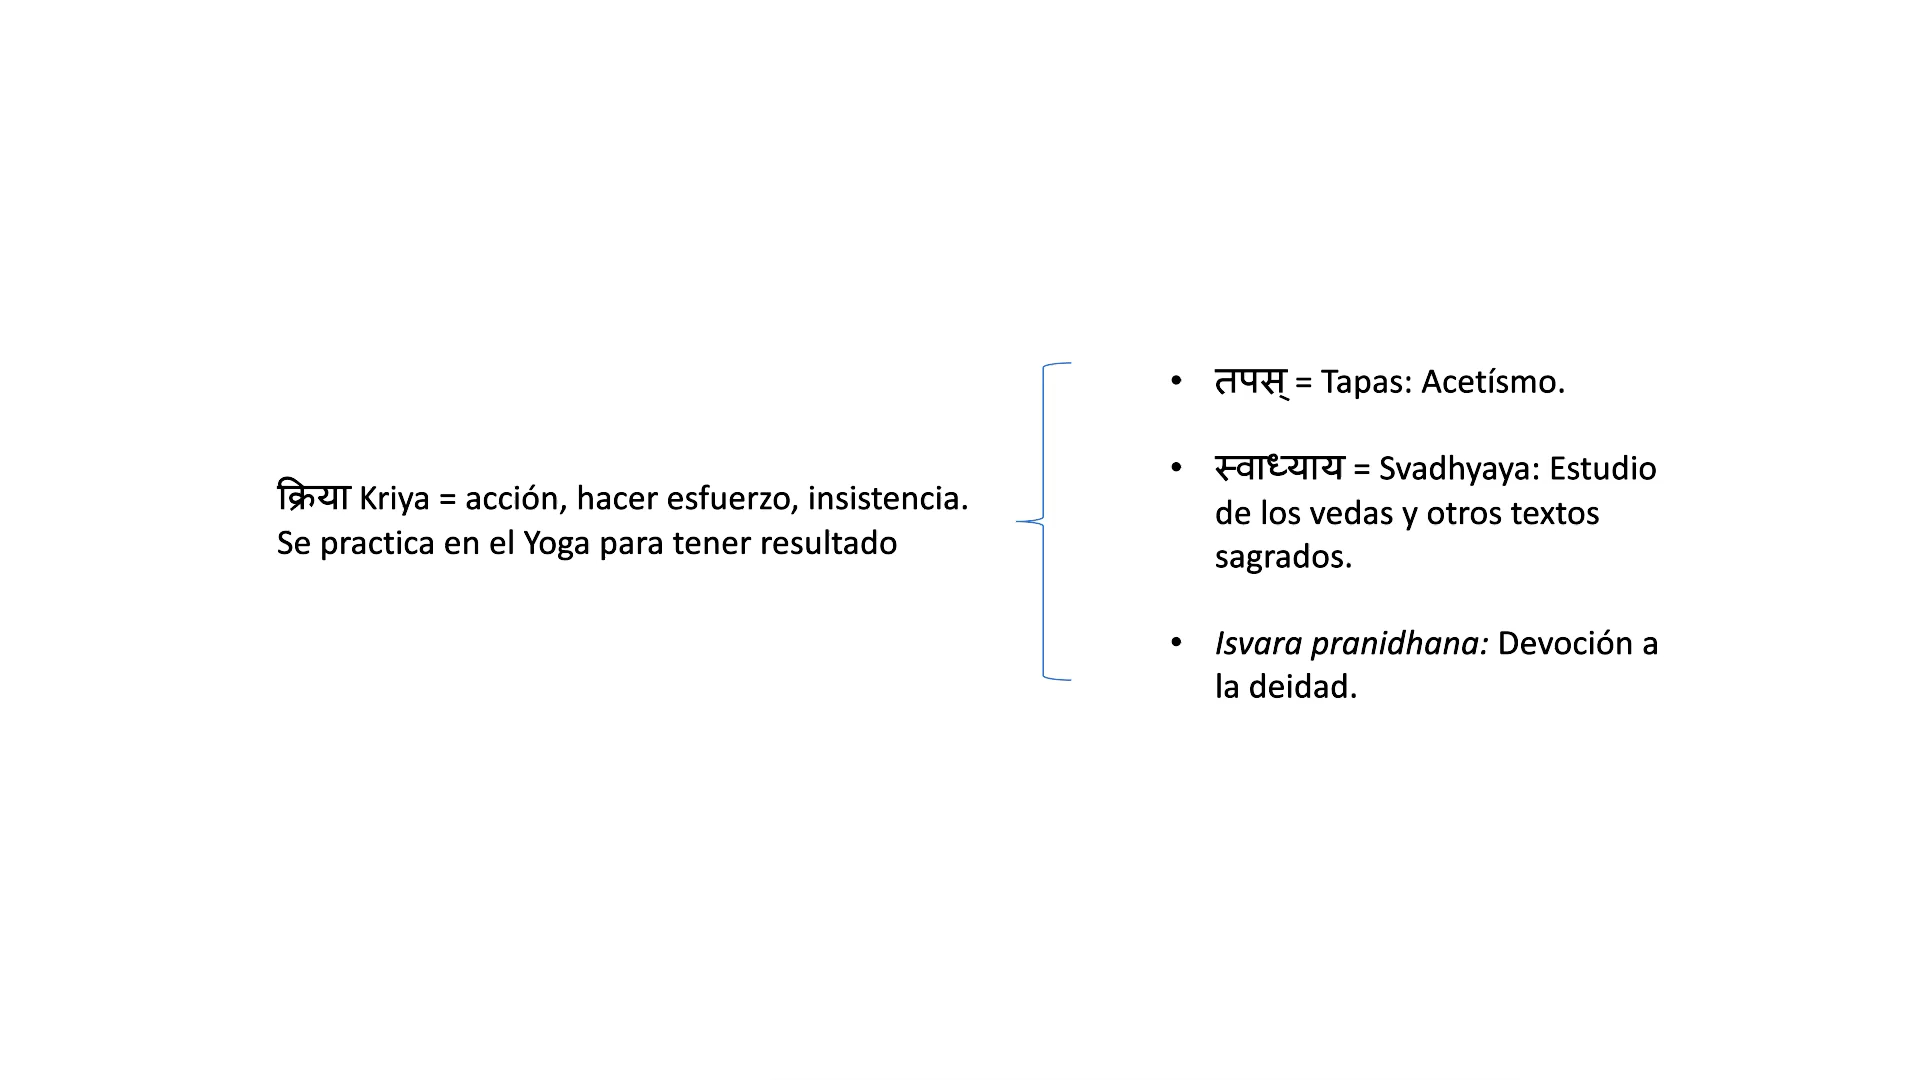 क्रिया Kriya = acción, hacer esfuerzo, insistencia.
Se practica en el Yoga para tener resultado
• तपस् = Tapas: Acetísmo.
• स्वाध्याय = Svadhyaya: Estudio
de los vedas y otros textos
sagrados.
• Isvara pranidhana: Devoción a
la deidad.